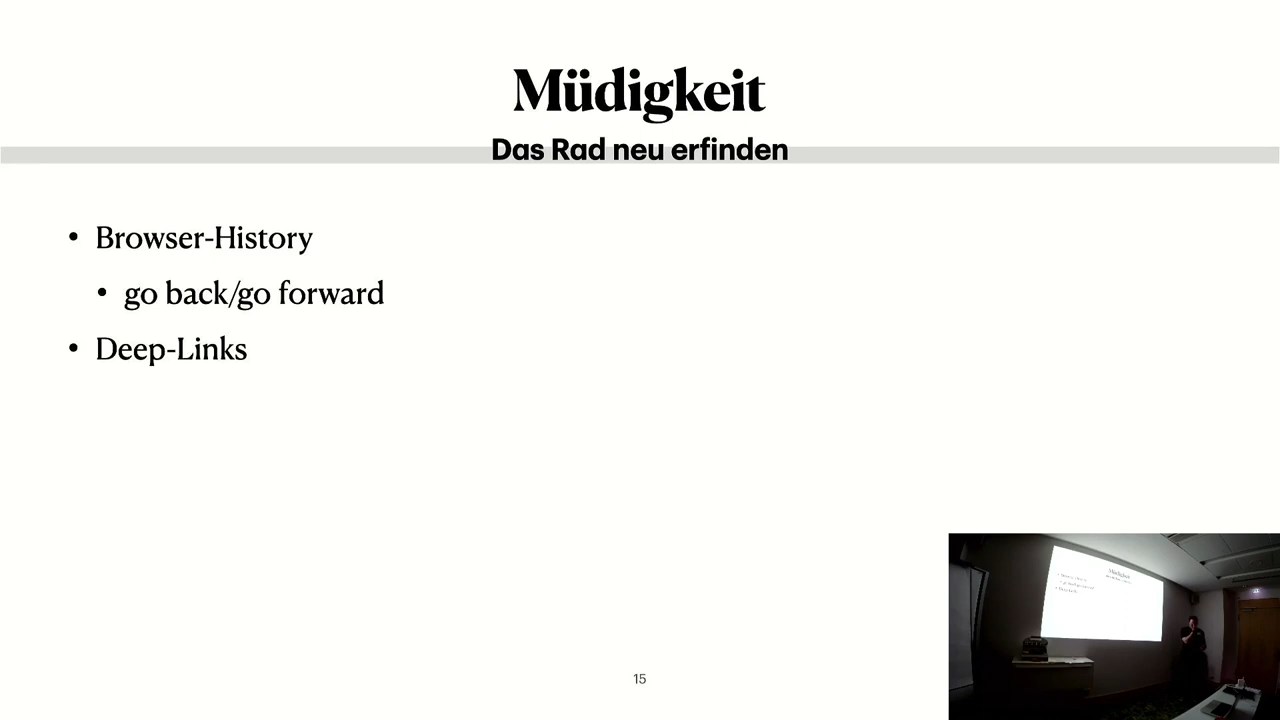 Müdigkeit
Das Rad neu erfinden
• Browser-History
• go back/go forward
• Deep-Links
15